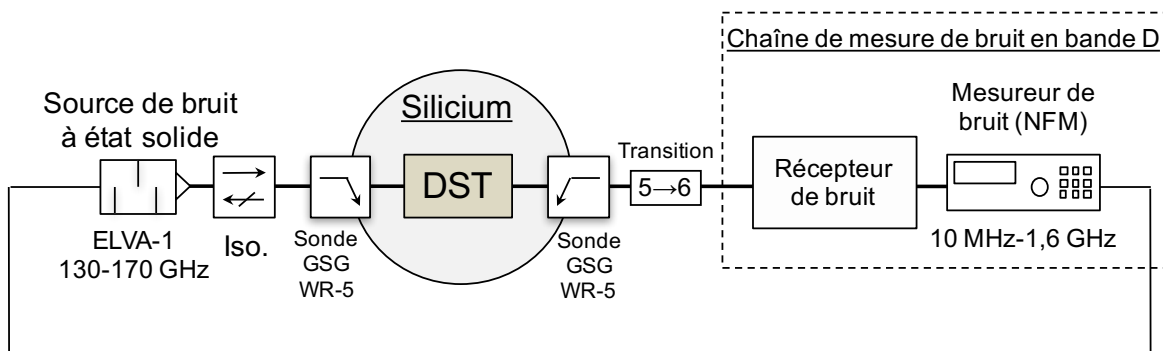 Chaîne de mesure de bruit en bande D
Source de bruit
à état solide
Silicium
Mesureur de
bruit (NFM)
Transition
DST
5→6
Récepteur
de bruit
ELVA-1
130-170 GHz
Iso.
Sonde
GSG
WR-5
Sonde
GSG
WR-5
10 MHz-1,6 GHz